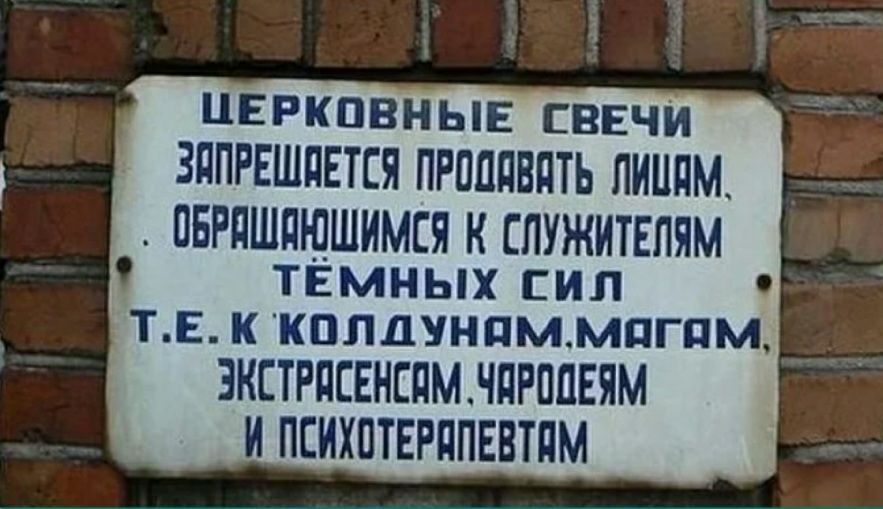 ЦЕРКОВНЫЕ СВЕЧИ
ЗАПРЕЩАЕТСЯ ПРОДАВАТЬ ЛИЦАМ,
ОБРАЩАЮЩИМСЯ К СЛУЖИТЕЛЯМ
ТЁМНЫХ СИЛ
Т.Е. К КОЛДУНАМ, МАГАМ,
ЭКСТРАСЕНСАМ, ЧАРОДЕЯМ
И ПСИХОТЕРАПЕВТАМ